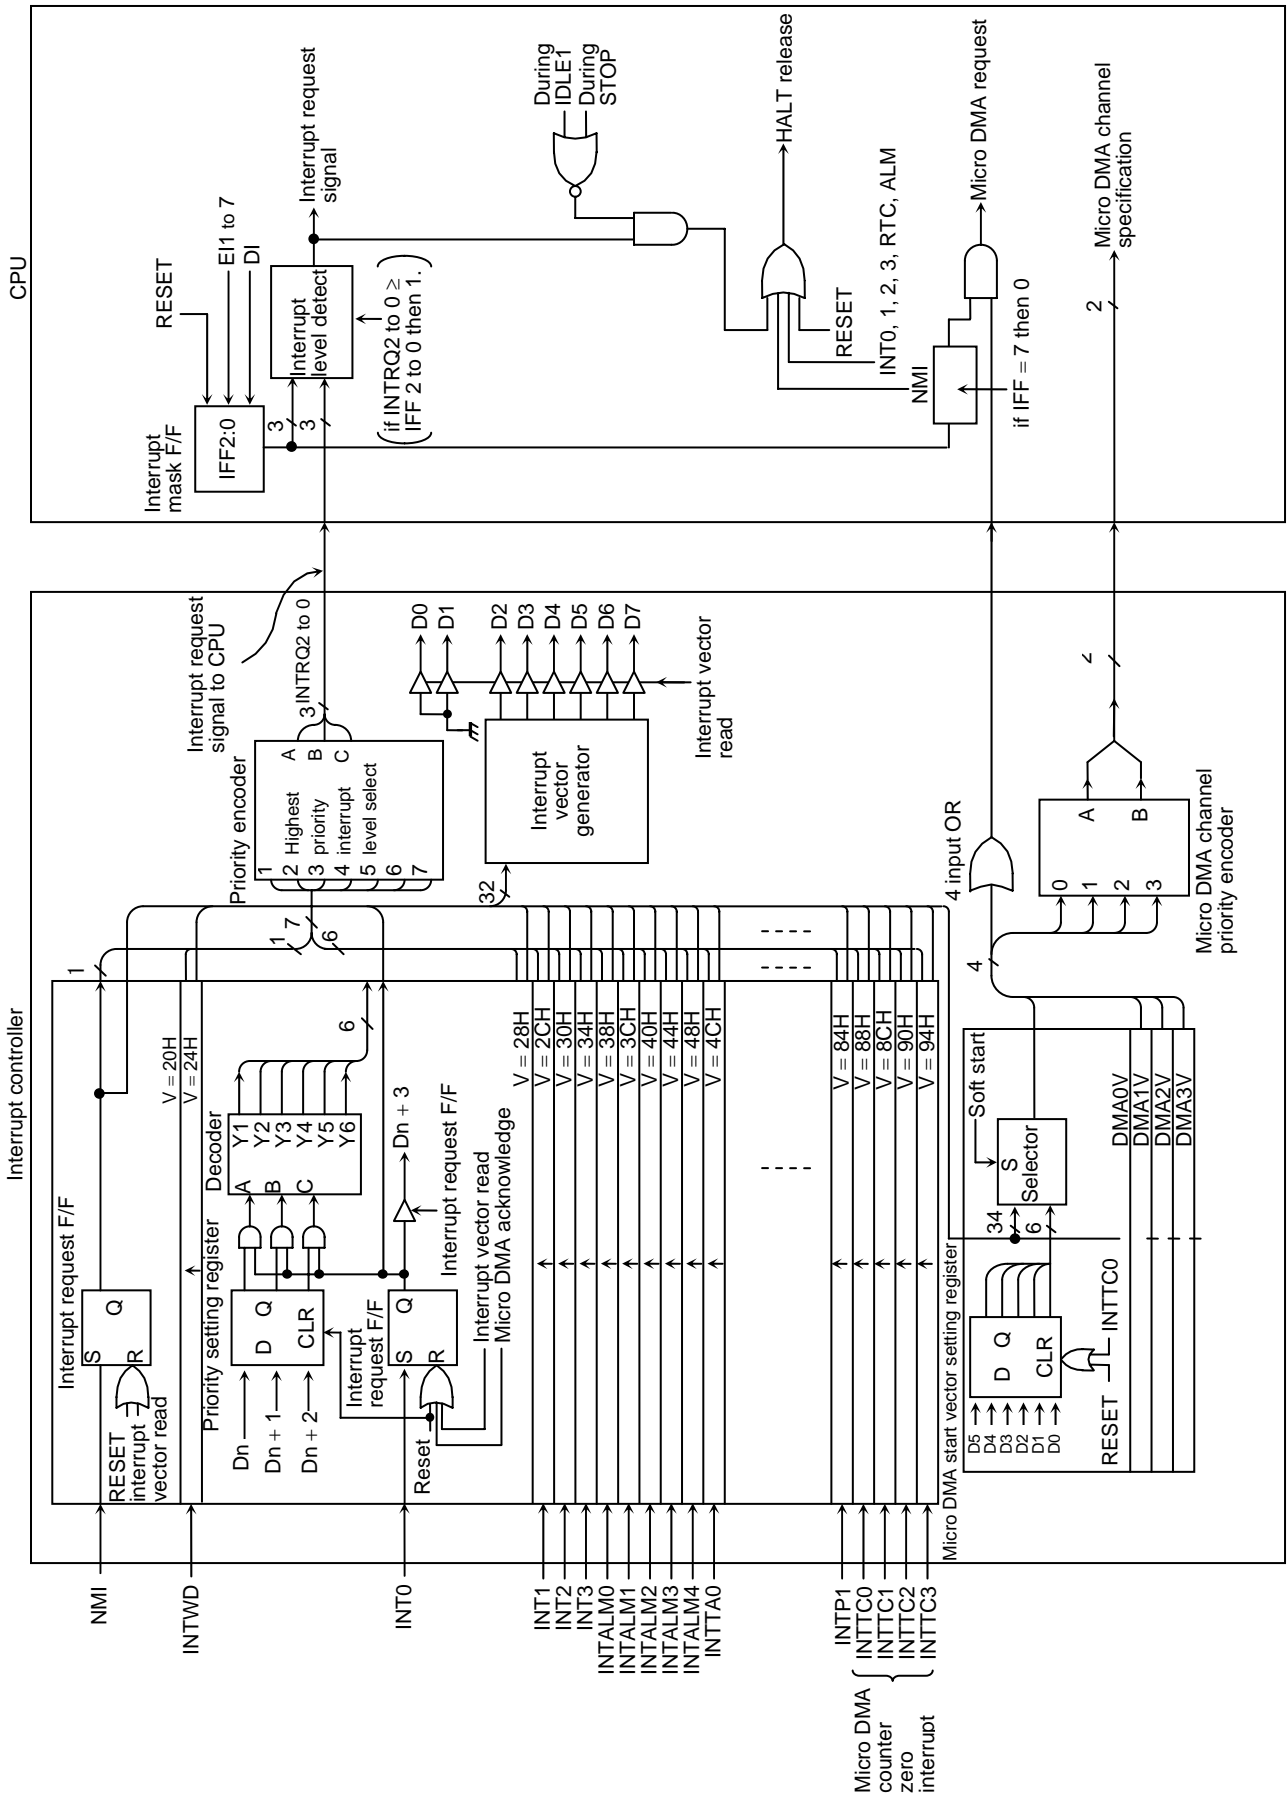 Interrupt controller
CPU
NMI
INTWD
INT0
INT1
INT2
INT3
INTALM0
INTALM1
INTALM2
INTALM3
INTALM4
INTTA0
INTP1
INTTC0
INTTC1
INTTC2
INTTC3
Micro DMA
counter
zero
interrupt
Interrupt request F/F
S
Q
R
RESET
interrupt
vector read
1
V = 20H
V = 24H
Priority setting register
Dn
Dn + 1
Dn + 2
D Q
CLR
Decoder
A
B
C
Y1
Y2
Y3
Y4
Y5
Y6
6
Interrupt
request F/F
S
Q
R
Reset
Dn + 3
Interrupt request F/F
Interrupt vector read
Micro DMA acknowledge
V = 28H
V = 2CH
V = 30H
V = 34H
V = 38H
V = 3CH
V = 40H
V = 44H
V = 48H
V = 4CH
V = 84H
V = 88H
V = 8CH
V = 90H
V = 94H
1
7
6
Priority encoder
1
2
3
4
5
6
7
Highest
priority
interrupt
level select
A
B
C
3
INTRQ2 to 0
Interrupt request
signal to CPU
32
Interrupt
vector
generator
D0
D1
D2
D3
D4
D5
D6
D7
Interrupt vector
read
Micro DMA start vector setting register
D5
D4
D3
D2
D1
D0
D Q
CLR
RESET
INTTC0
34
6
S
Selector
Soft start
DMA0V
DMA1V
DMA2V
DMA3V
4
4 input OR
0
1
2
3
A
B
Micro DMA channel
priority encoder
2
Interrupt
mask F/F
IFF2:0
RESET
EI1 to 7
DI
3
3
Interrupt
level detect
Interrupt request
signal
if INTRQ2 to 0 ≥
IFF 2 to 0 then 1.
During
IDLE1
During
STOP
HALT release
RESET
INT0, 1, 2, 3, RTC, ALM
NMI
if IFF = 7 then 0
Micro DMA request
2
Micro DMA channel
specification